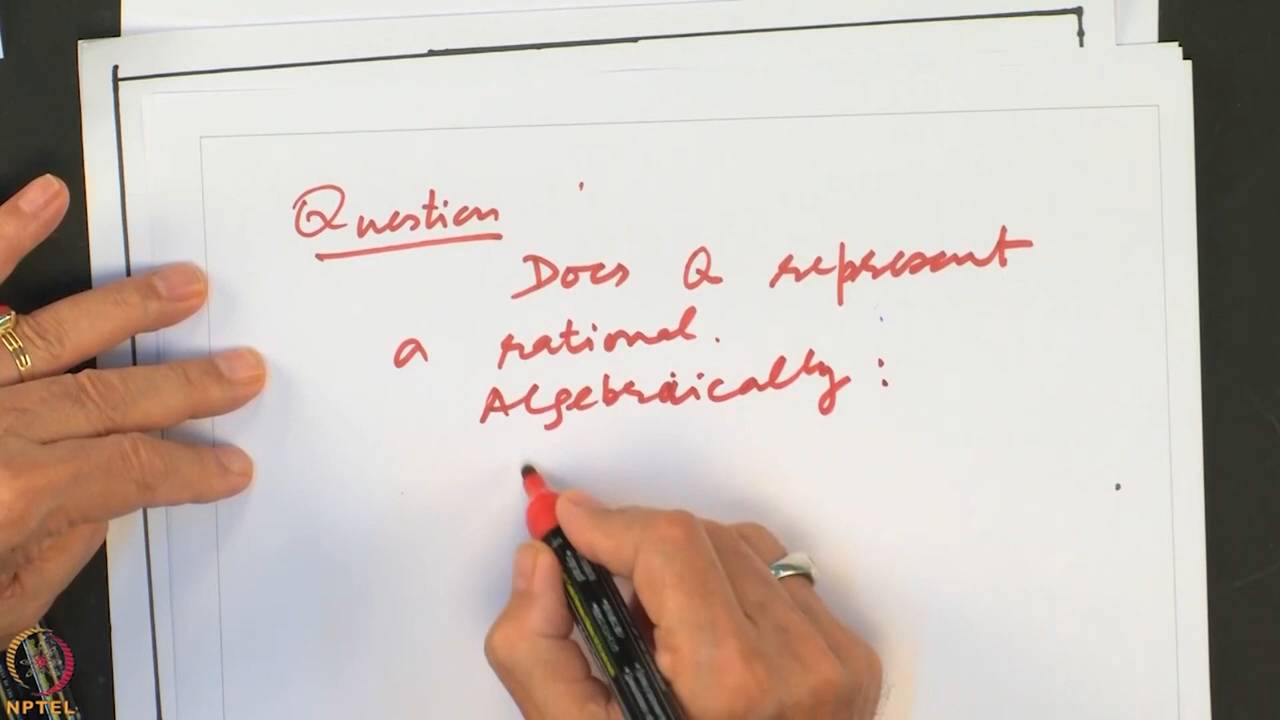 Question
Does Q represent
a rational.
Algebraically :
NPTEL